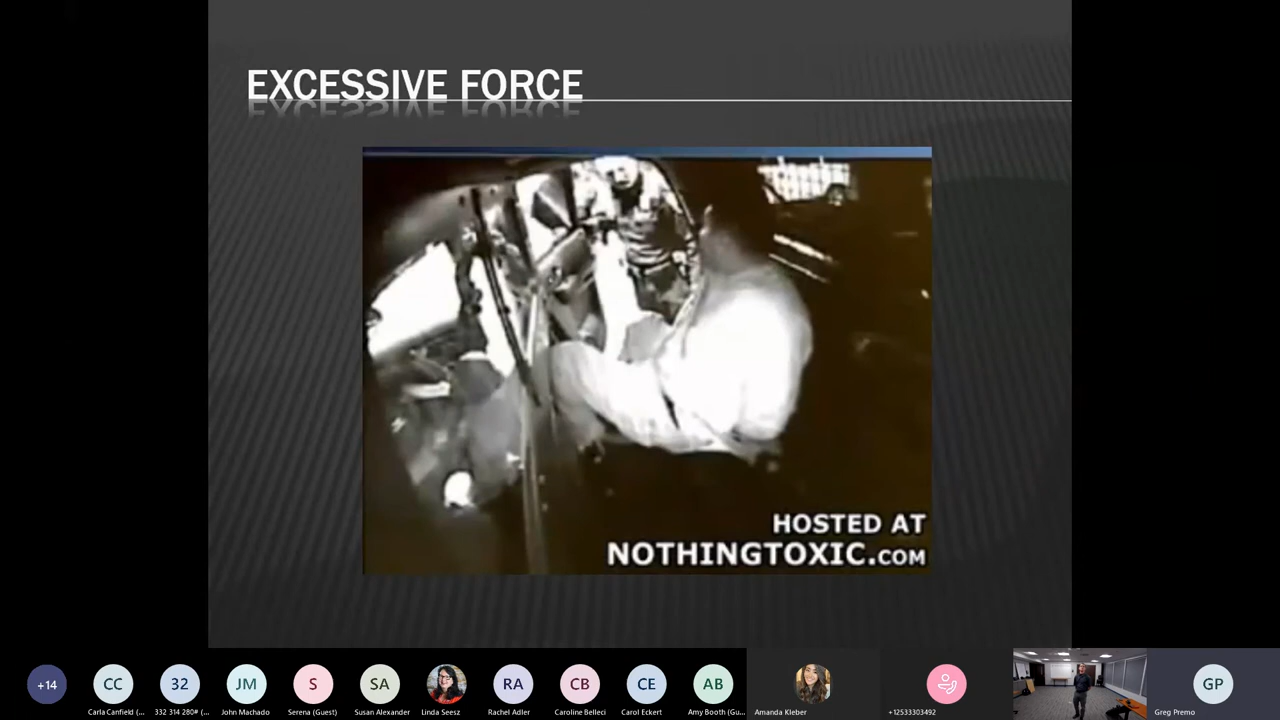 EXCESSIVE FORCE
HOSTED AT
NOTHINGTOXIC.COM
+14
CC
32
JM
S
SA
RA
CB
CE
AB
GP
Carla Canfield (...
332 314 280# (...
John Machado
Serena (Guest)
Susan Alexander
Linda Seesz
Rachel Adler
Caroline Belleci
Carol Eckert
Amy Booth (Gu...
Amanda Kleber
+12533303492
Greg Premo